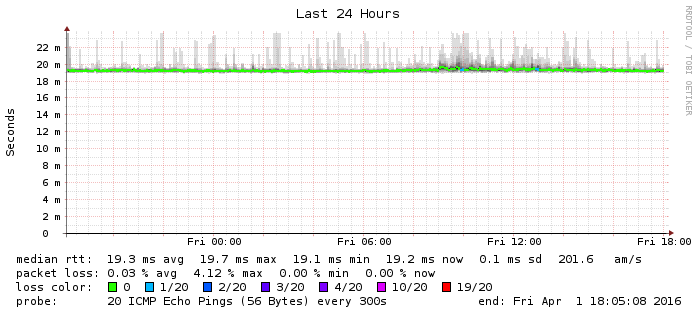 Last 24 Hours
RRDTOOL / TOBI OETIKER
Seconds
22 m
20 m
18 m
16 m
14 m
12 m
10 m
8 m
6 m
4 m
2 m
0
Fri 00:00 Fri 06:00 Fri 12:00 Fri 18:00
median rtt: 19.3 ms avg 19.7 ms max 19.1 ms min 19.2 ms now 0.1 ms sd 201.6 am/s
packet loss: 0.03 % avg 4.12 % max 0.00 % min 0.00 % now
loss color: 0 1/20 2/20 3/20 4/20 10/20 19/20
probe: 20 ICMP Echo Pings (56 Bytes) every 300s end: Fri Apr 1 18:05:08 2016